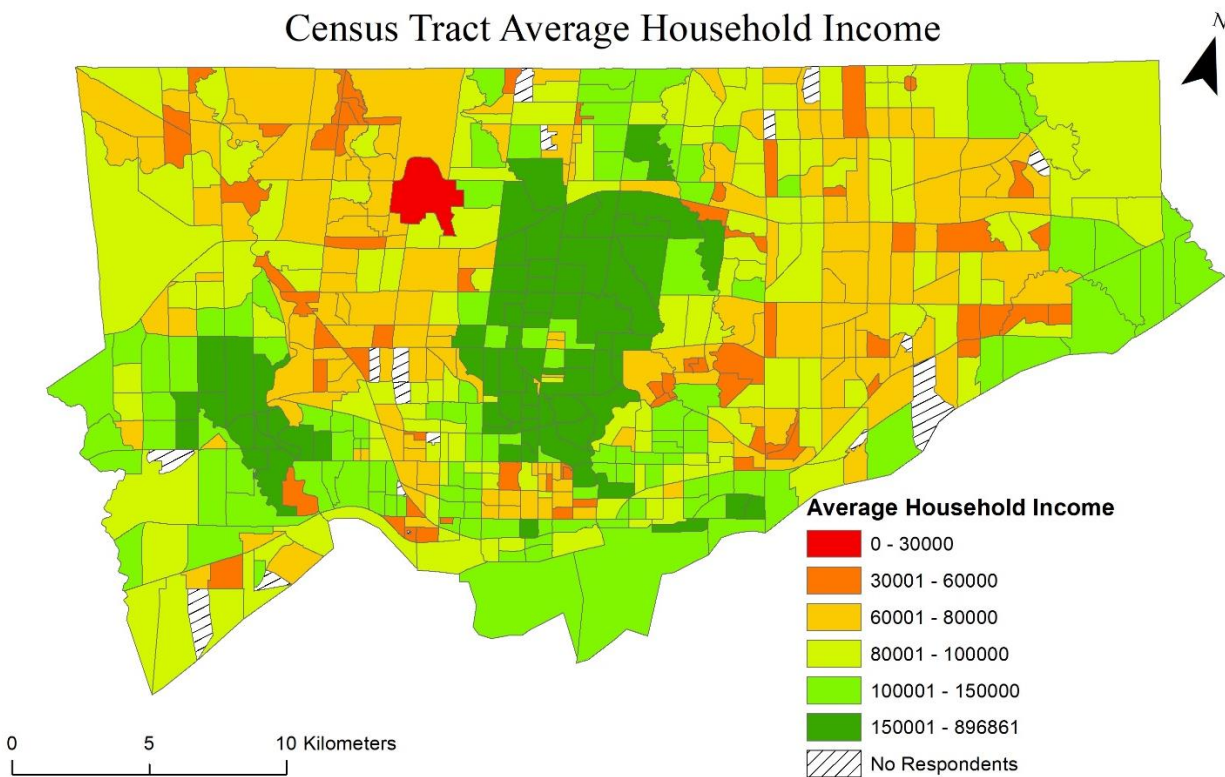 Census Tract Average Household Income
N
Average Household Income
0 - 30000
30001 - 60000
60001 - 80000
80001 - 100000
100001 - 150000
150001 - 896861
No Respondents
0 5 10 Kilometers